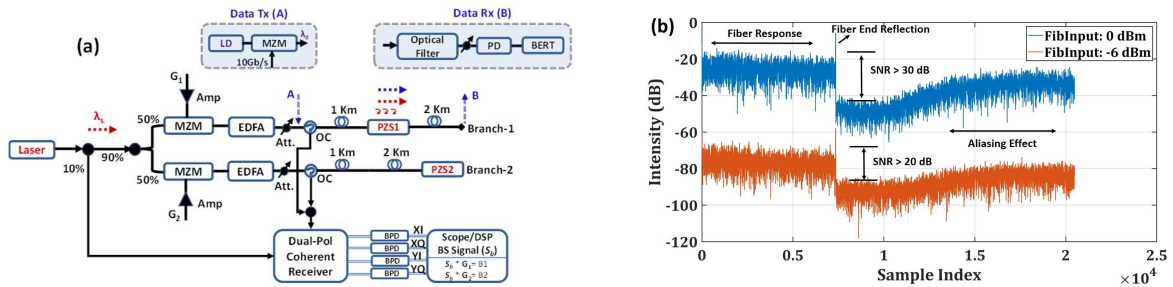 (a)
Data Tx (A)
LD
MZM
λd
10Gb/s
Data Rx (B)
Optical
Filter
PD
BERT
G1
Amp
λs
50%
MZM
EDFA
Att.
A
OC
1 Km
PZS1
2 Km
B
Branch-1
Laser
10%
90%
50%
MZM
EDFA
Att.
OC
1 Km
2 Km
PZS2
Branch-2
G2
Amp
Dual-Pol
Coherent
Receiver
BPD
BPD
BPD
BPD
XI
XQ
YI
YQ
Scope/DSP
BS Signal (Sb)
Sb * G1= B1
Sb * G2= B2
(b)
Fiber End Reflection
Fiber Response
FibInput: 0 dBm
FibInput: -6 dBm
SNR > 30 dB
SNR > 20 dB
Aliasing Effect
Intensity (dB)
0
-20
-40
-60
-80
-100
-120
0
0.5
1
1.5
2
2.5
Sample Index
×10⁴